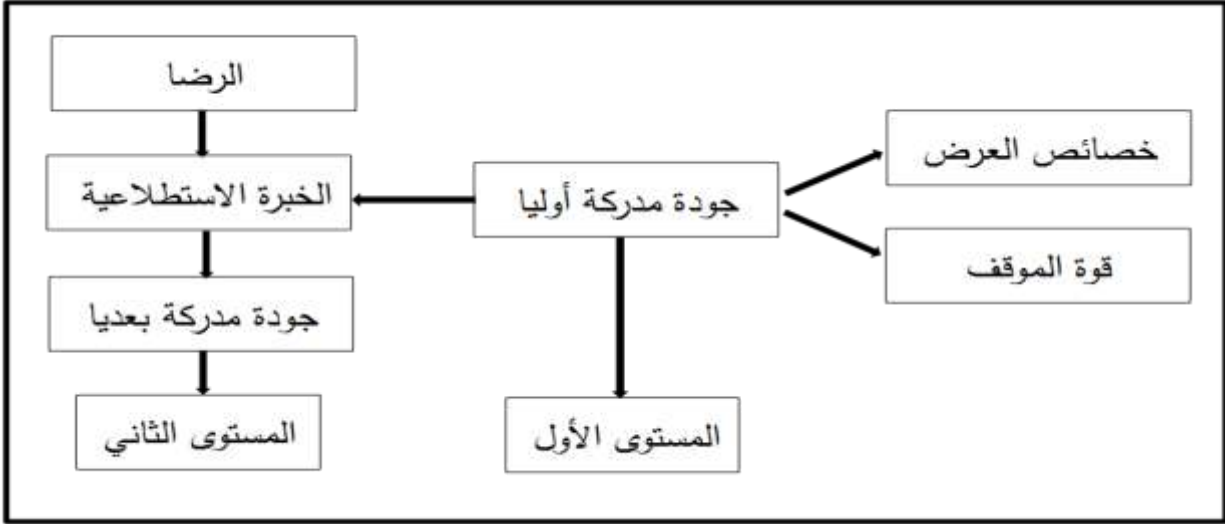 الرضا
خصائص العرض
الخبرة الاستطلاعية
جودة مدركة أوليا
قوة الموقف
جودة مدركة بعديا
المستوى الأول
المستوى الثاني